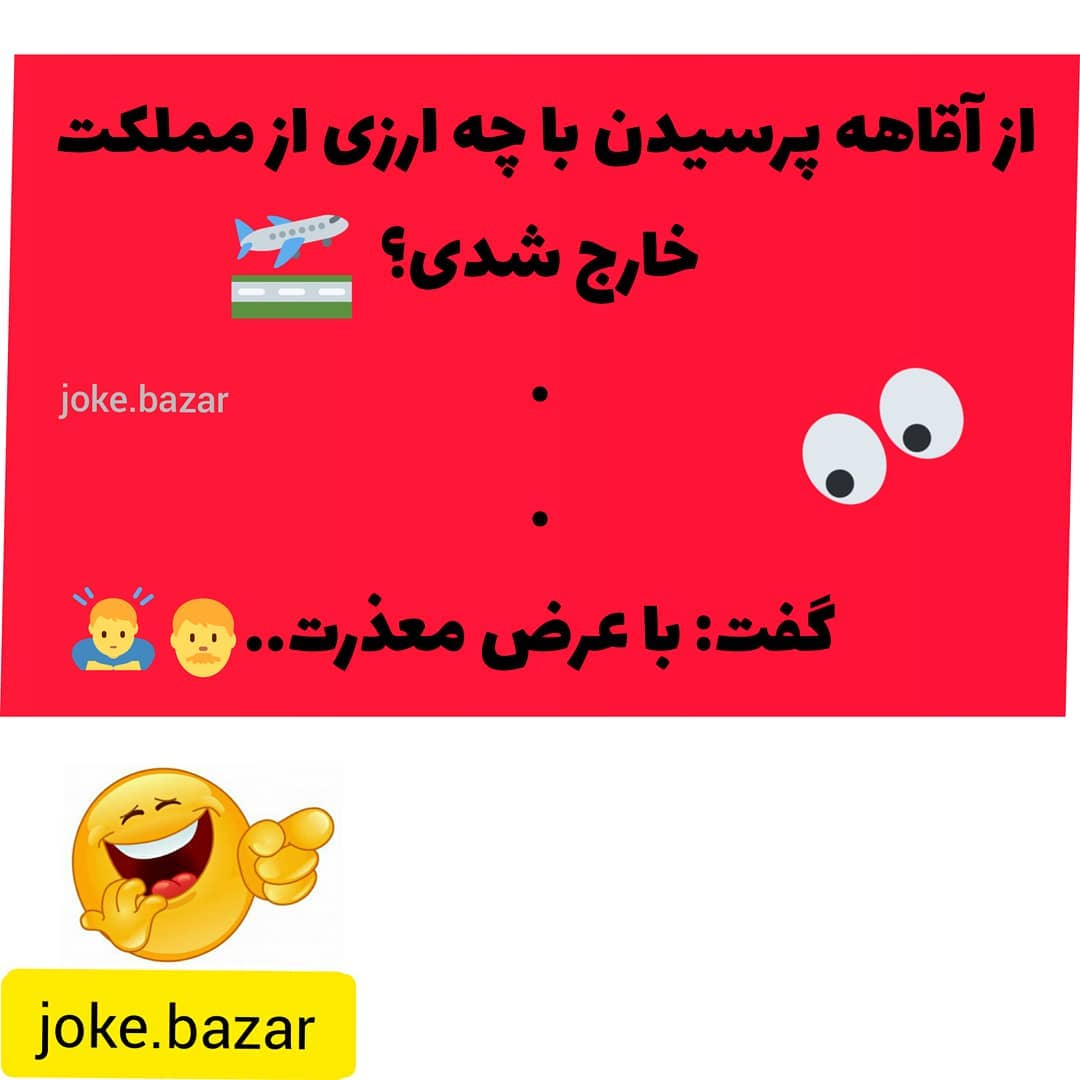 از آقاهه پرسیدن با چه ارزی از مملکت
خارج شدی؟
joke.bazar
گفت: با عرض معذرت..
joke.bazar